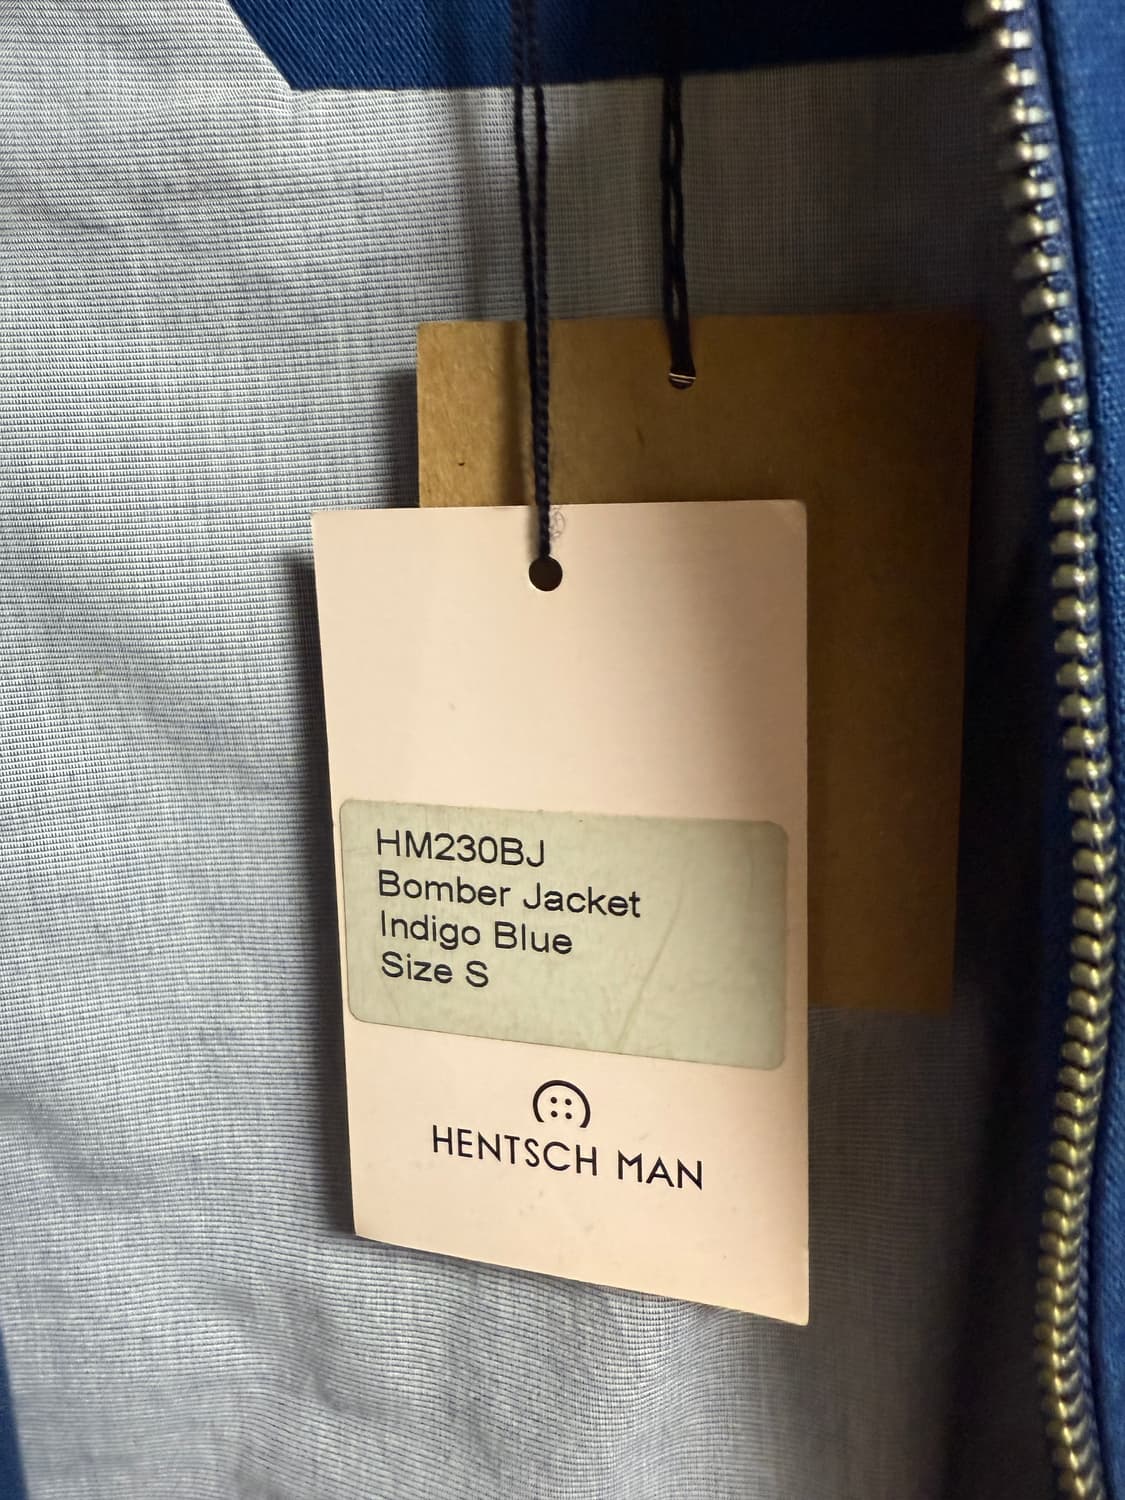 HM230BJ
Bomber Jacket
Indigo Blue
Size S
HENTSCH MAN